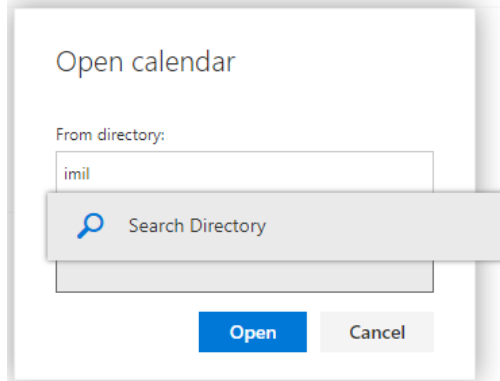 Open calendar
From directory:
imil
Search Directory
Open Cancel